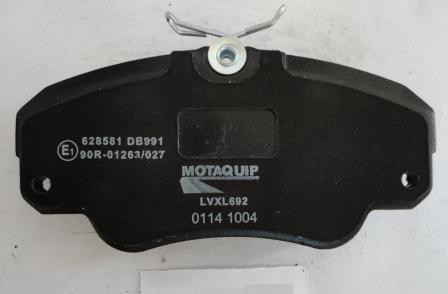 628581 DB991
E1 90R-01263/027
MOTAQUIP
LVXL692
0114 1004